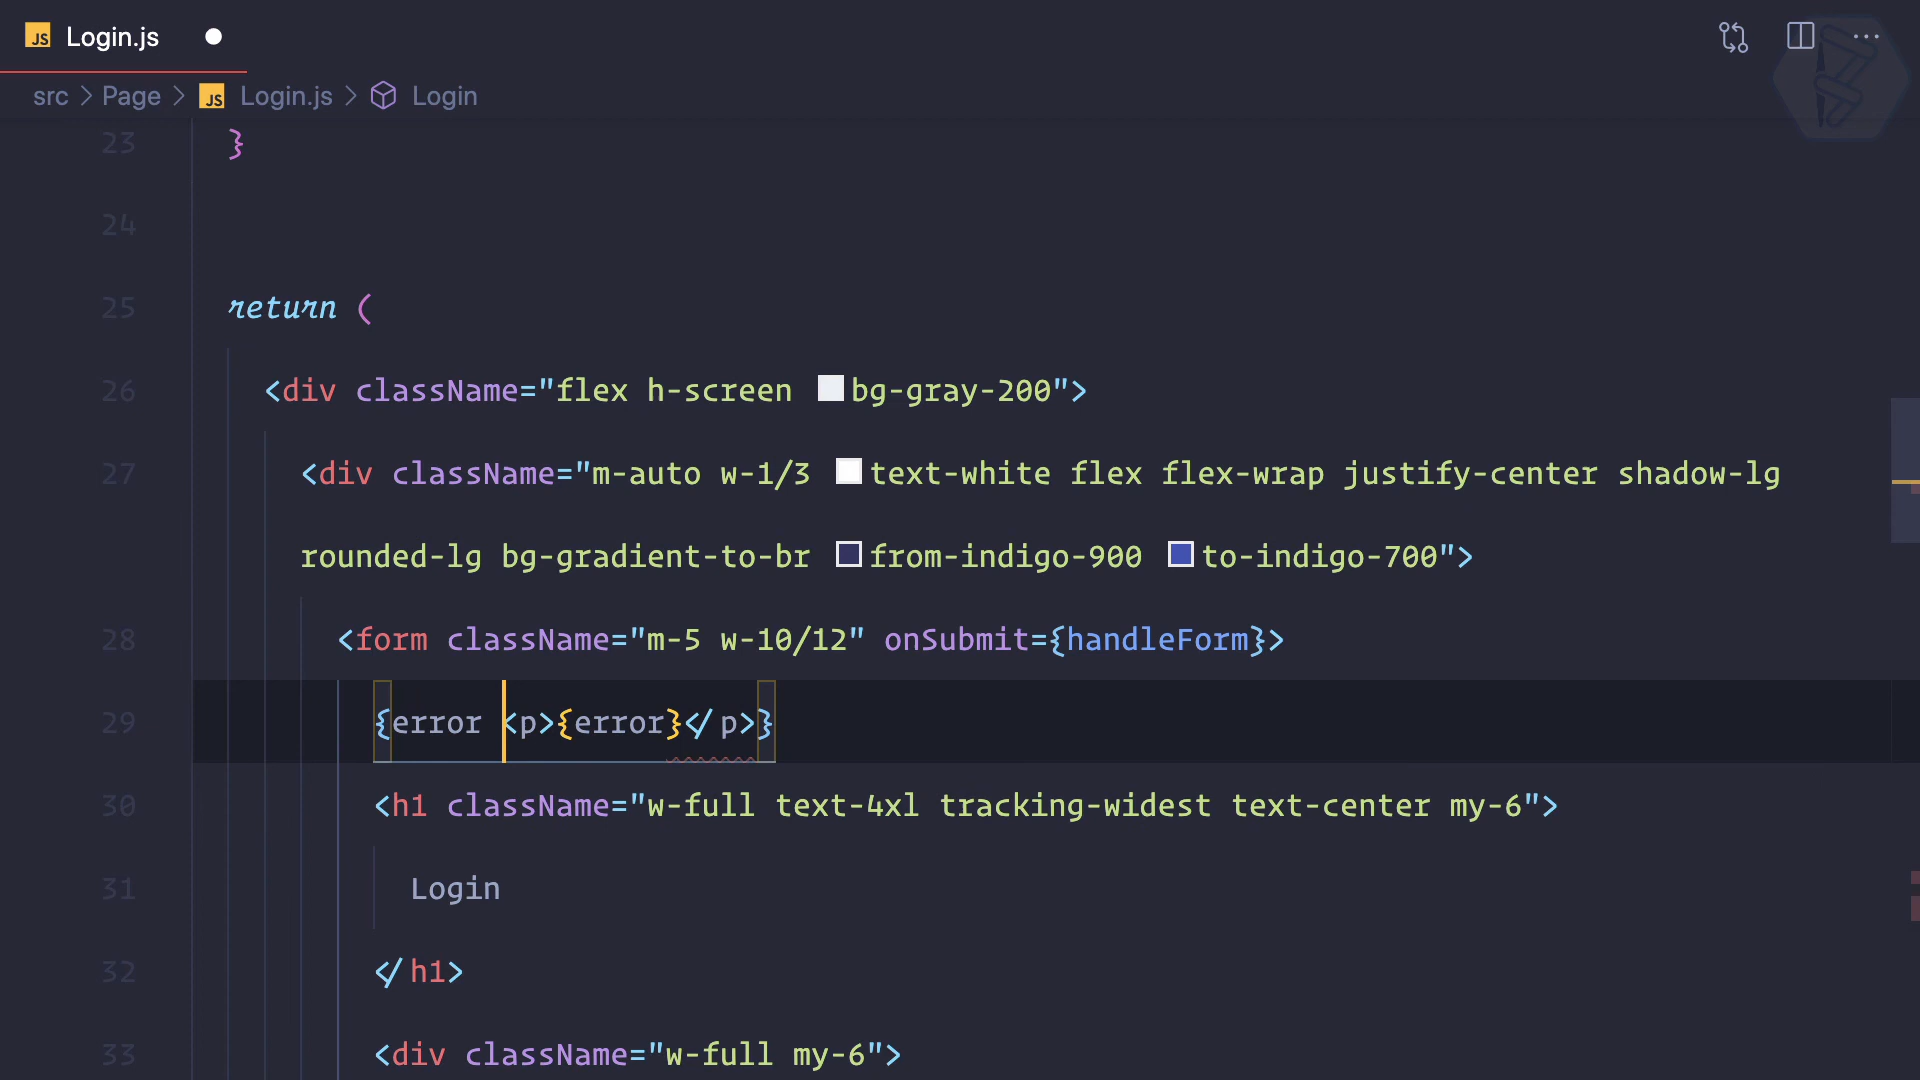 JS Login.js
src > Page > JS Login.js > Login
23 }
24
25 return (
26 <div className="flex h-screen bg-gray-200">
27 <div className="m-auto w-1/3 text-white flex flex-wrap justify-center shadow-lg
rounded-lg bg-gradient-to-br from-indigo-900 to-indigo-700">
28 <form className="m-5 w-10/12" onSubmit={handleForm}>
29 {error <p>{error}</p>}
30 <h1 className="w-full text-4xl tracking-widest text-center my-6">
31 Login
32 </h1>
33 <div className="w-full my-6">